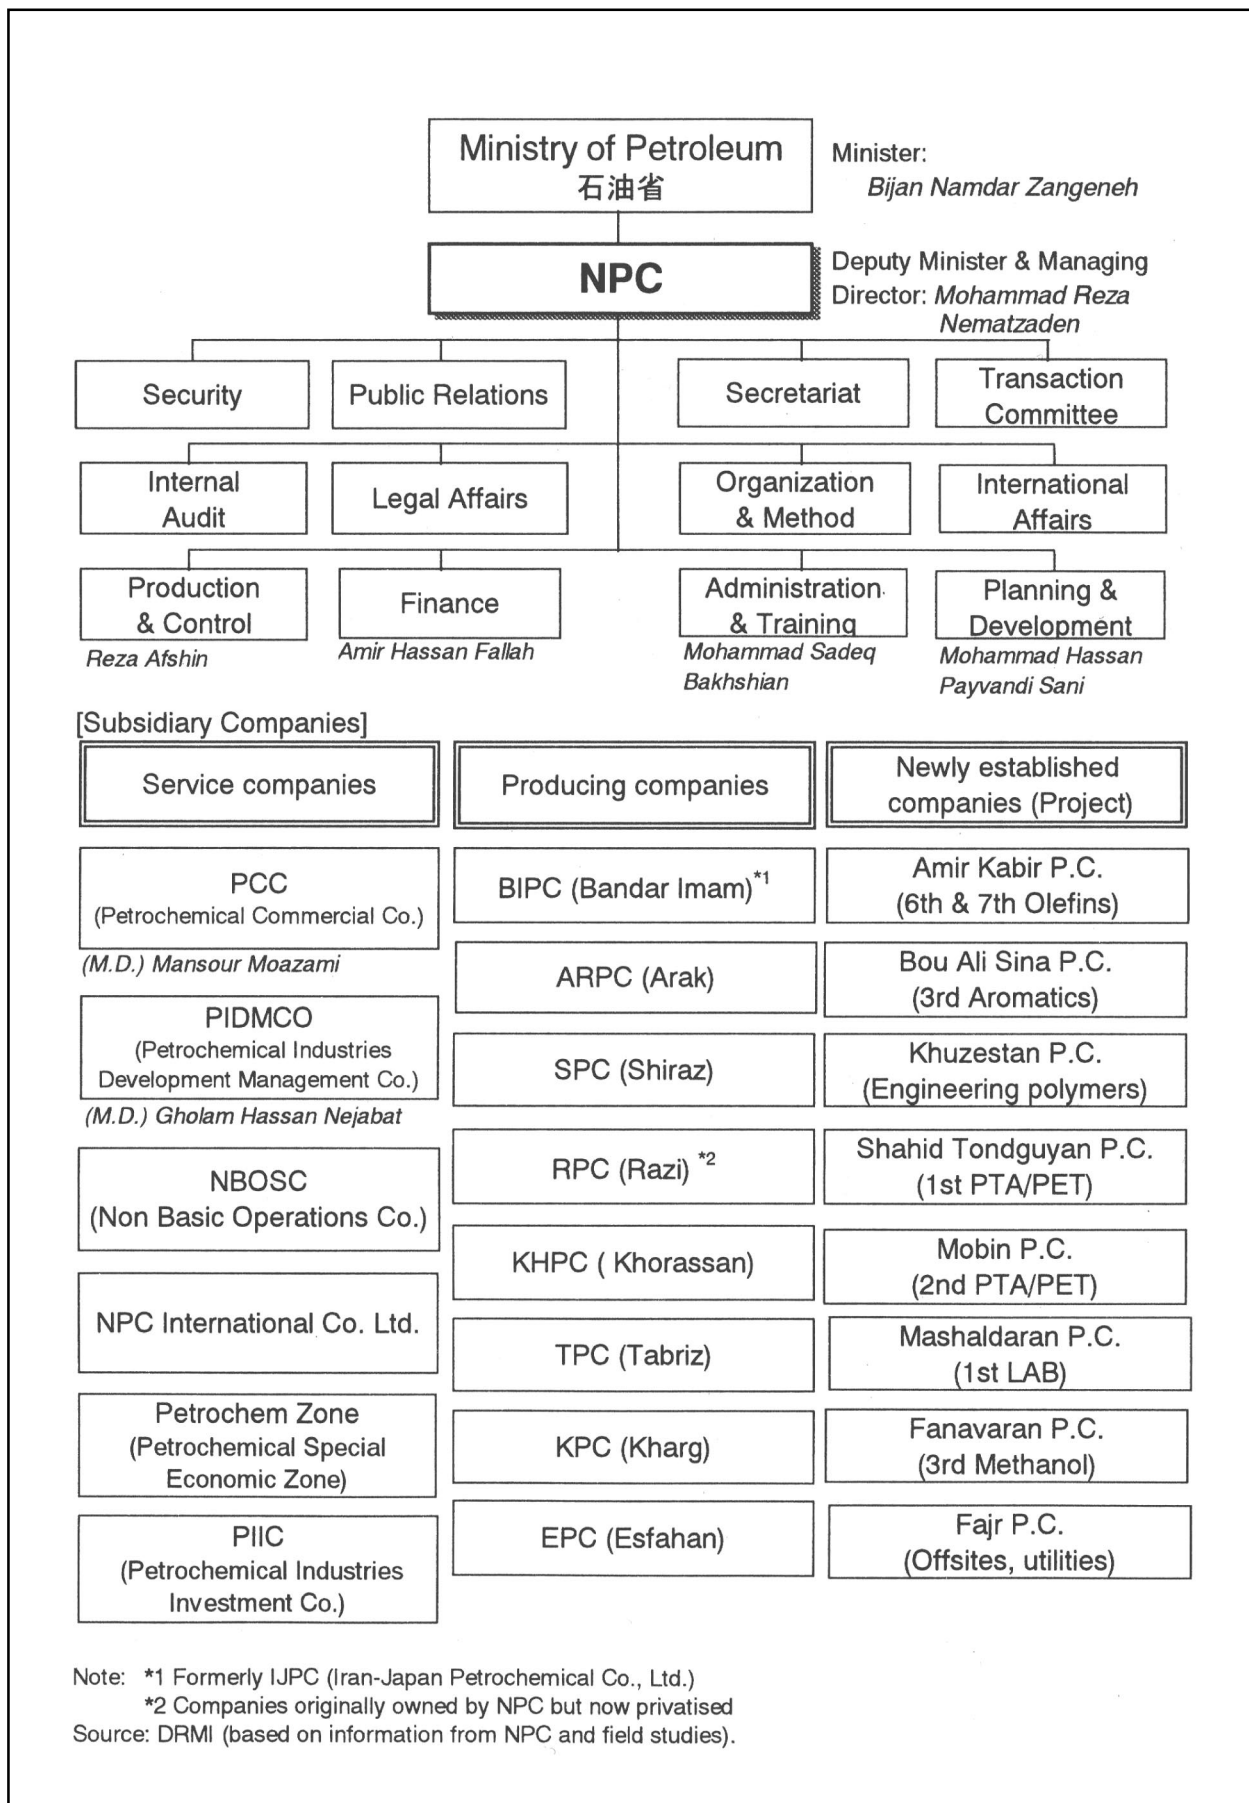 Ministry of Petroleum
石油省
Minister:
Bijan Namdar Zangeneh
NPC
Deputy Minister & Managing
Director: Mohammad Reza
Nematzaden
Security
Public Relations
Secretariat
Transaction
Committee
Internal
Audit
Legal Affairs
Organization
& Method
International
Affairs
Production
& Control
Reza Afshin
Finance
Amir Hassan Fallah
Administration
& Training
Mohammad Sadeq
Bakhshian
Planning &
Development
Mohammad Hassan
Payvandi Sani
[Subsidiary Companies]
Service companies
PCC
(Petrochemical Commercial Co.)
(M.D.) Mansour Moazami
PIDMCO
(Petrochemical Industries
Development Management Co.)
(M.D.) Gholam Hassan Nejabat
NBOSC
(Non Basic Operations Co.)
NPC International Co. Ltd.
Petrochem Zone
(Petrochemical Special
Economic Zone)
PIIC
(Petrochemical Industries
Investment Co.)
Producing companies
BIPC (Bandar Imam)*1
ARPC (Arak)
SPC (Shiraz)
RPC (Razi) *2
KHPC ( Khorassan)
TPC (Tabriz)
KPC (Kharg)
EPC (Esfahan)
Newly established
companies (Project)
Amir Kabir P.C.
(6th & 7th Olefins)
Bou Ali Sina P.C.
(3rd Aromatics)
Khuzestan P.C.
(Engineering polymers)
Shahid Tondguyan P.C.
(1st PTA/PET)
Mobin P.C.
(2nd PTA/PET)
Mashaldaran P.C.
(1st LAB)
Fanavaran P.C.
(3rd Methanol)
Fajr P.C.
(Offsites, utilities)
Note: *1 Formerly IJPC (Iran-Japan Petrochemical Co., Ltd.)
*2 Companies originally owned by NPC but now privatised
Source: DRMI (based on information from NPC and field studies).